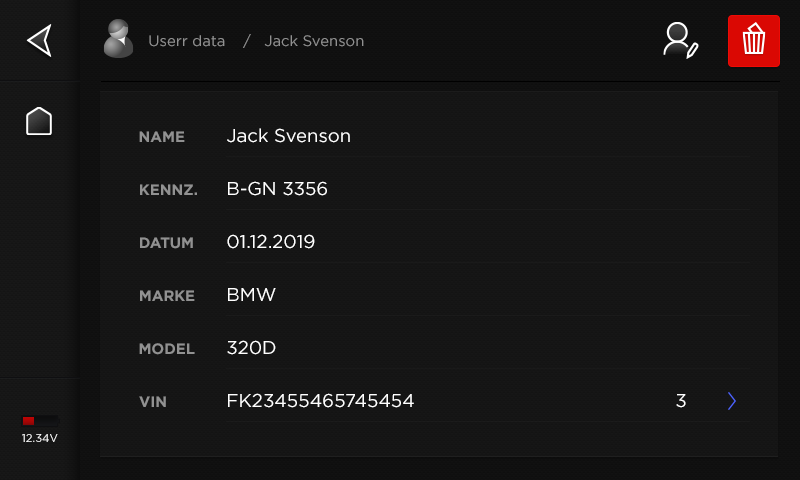 Userr data / Jack Svenson
NAME Jack Svenson
KENNZ. B-GN 3356
DATUM 01.12.2019
MARKE BMW
MODEL 320D
VIN FK23455465745454 3
12.34V